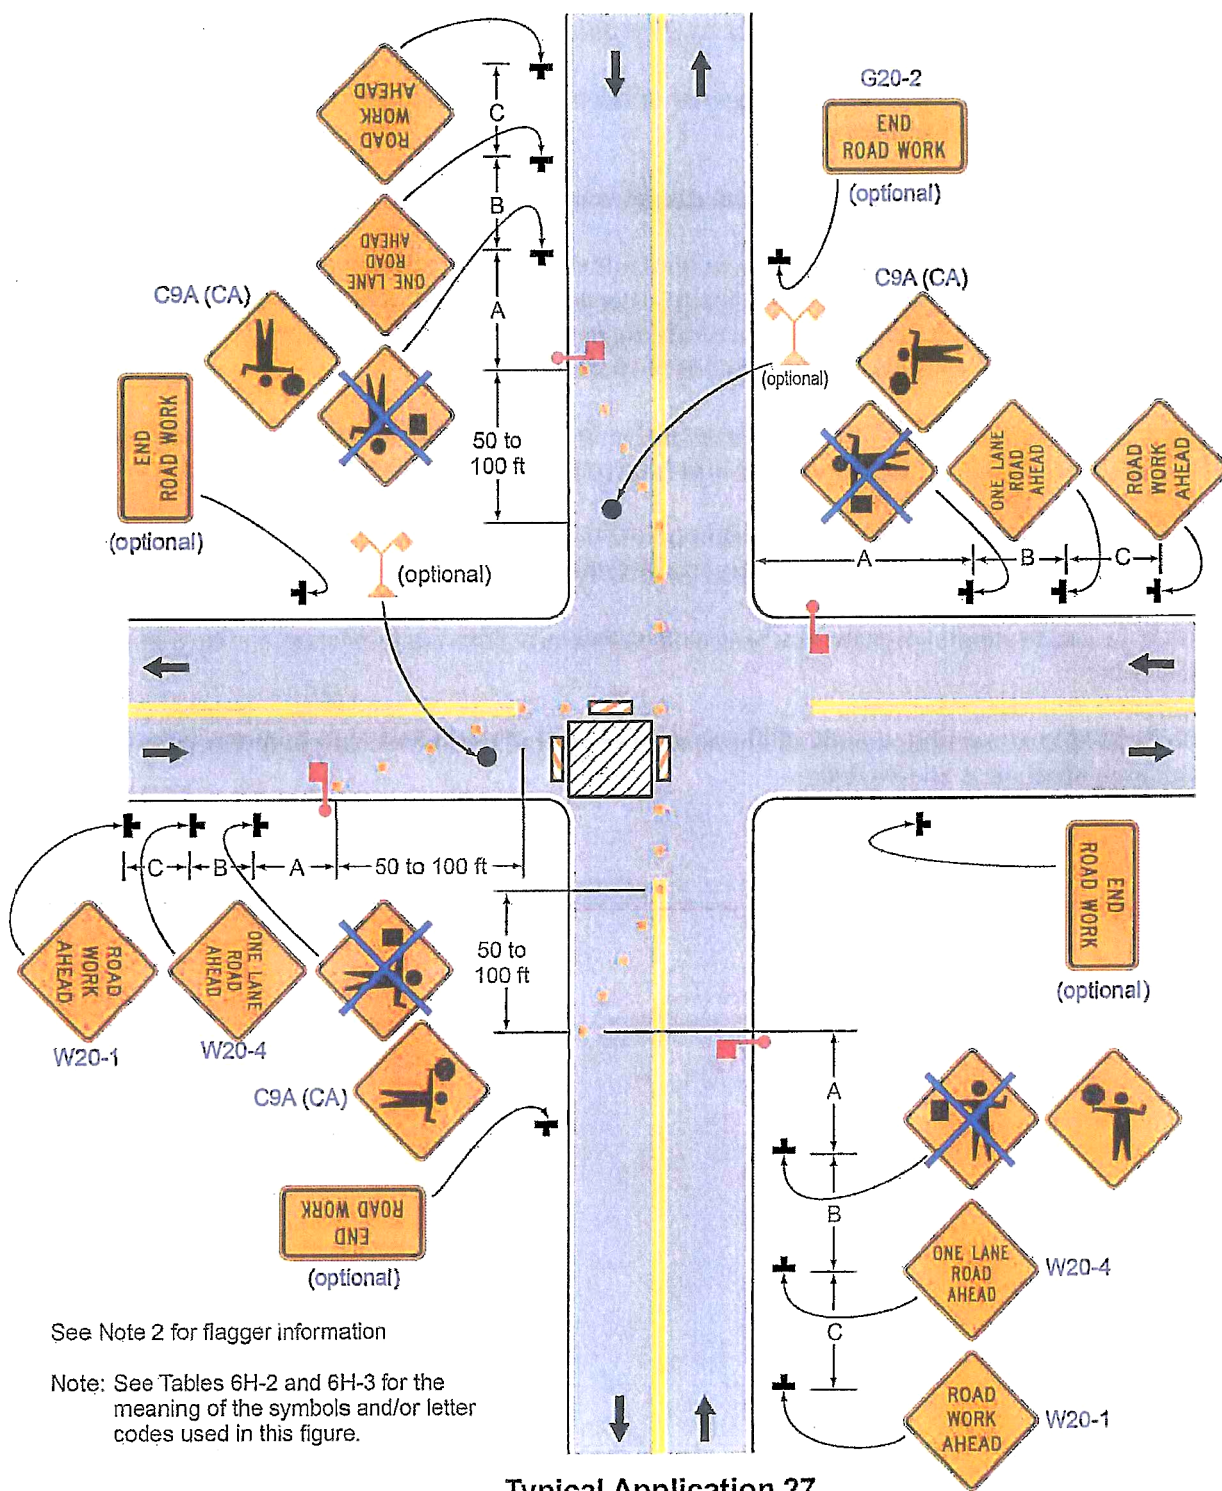 ROAD
WORK
AHEAD
C
B
A
ONE LANE
ROAD
AHEAD
C9A (CA)
50 to
100 ft
END
ROAD WORK
(optional)
(optional)
G20-2
END
ROAD WORK
(optional)
(optional)
C9A (CA)
ONE LANE
ROAD
AHEAD
ROAD
WORK
AHEAD
A
B
C
C
B
A
50 to 100 ft
ROAD
WORK
AHEAD
W20-1
ONE LANE
ROAD
AHEAD
W20-4
C9A (CA)
50 to
100 ft
END
ROAD WORK
(optional)
END
ROAD WORK
(optional)
A
B
C
ONE LANE
ROAD
AHEAD
W20-4
ROAD
WORK
AHEAD
W20-1
See Note 2 for flagger information
Note: See Tables 6H-2 and 6H-3 for the
meaning of the symbols and/or letter
codes used in this figure.
Typical Application 27